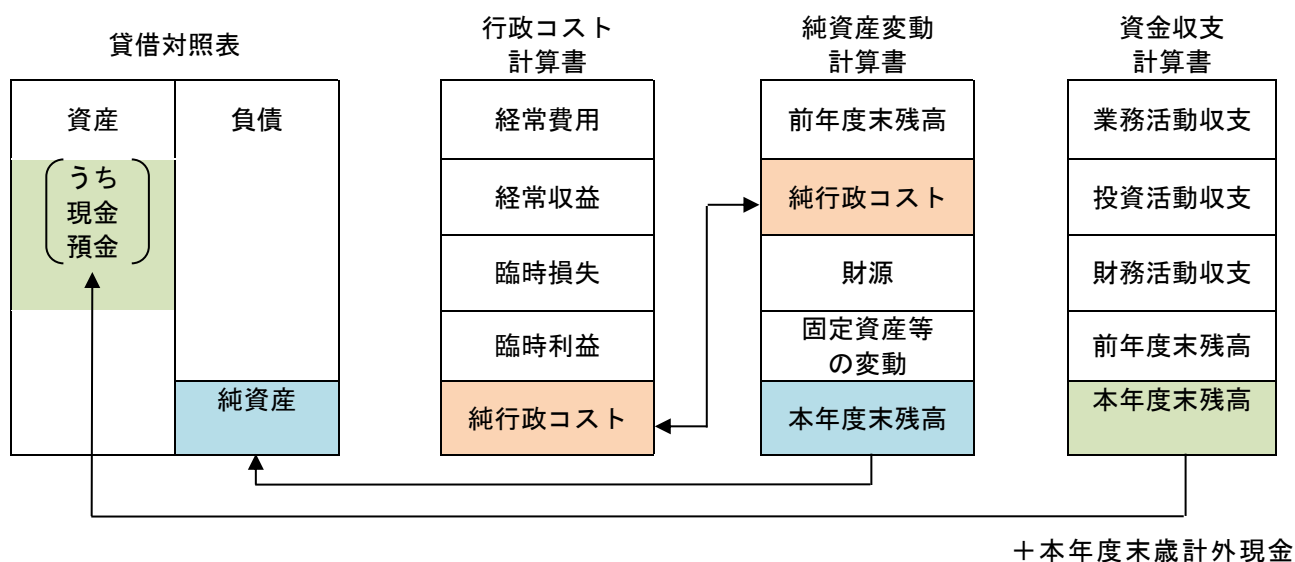 貸借対照表
資産
負債
うち
現金
預金
純資産
行政コスト
計算書
経常費用
経常収益
臨時損失
臨時利益
純行政コスト
純資産変動
計算書
前年度末残高
純行政コスト
財源
固定資産等
の変動
本年度末残高
資金収支
計算書
業務活動収支
投資活動収支
財務活動収支
前年度末残高
本年度末残高
＋本年度末歳計外現金